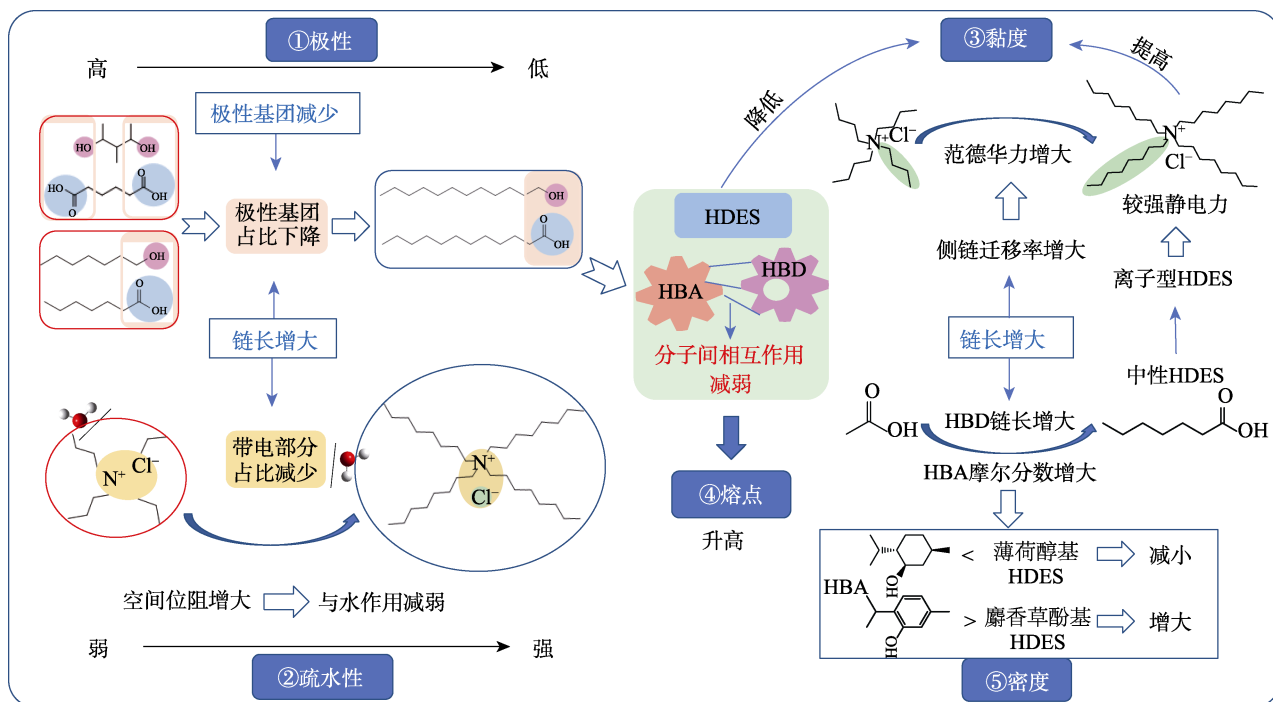 ①极性
高
低
极性基团减少
HO
OH
HO
O
O
OH
极性基团
占比下降
OH
O
OH
OH
O
OH
链长增大
带电部分
占比减少
N⁺
Cl⁻
N⁺
Cl⁻
空间位阻增大
与水作用减弱
弱
强
②疏水性
HDES
HBA
HBD
分子间相互作用
减弱
④熔点
升高
③黏度
降低
提高
N⁺Cl⁻
范德华力增大
N⁺
Cl⁻
较强静电力
侧链迁移率增大
离子型HDES
链长增大
中性HDES
O
OH
HBD链长增大
O
OH
HBA摩尔分数增大
HBA
HO
<
薄荷醇基
HDES
减小
HO
>
麝香草酚基
HDES
增大
⑤密度